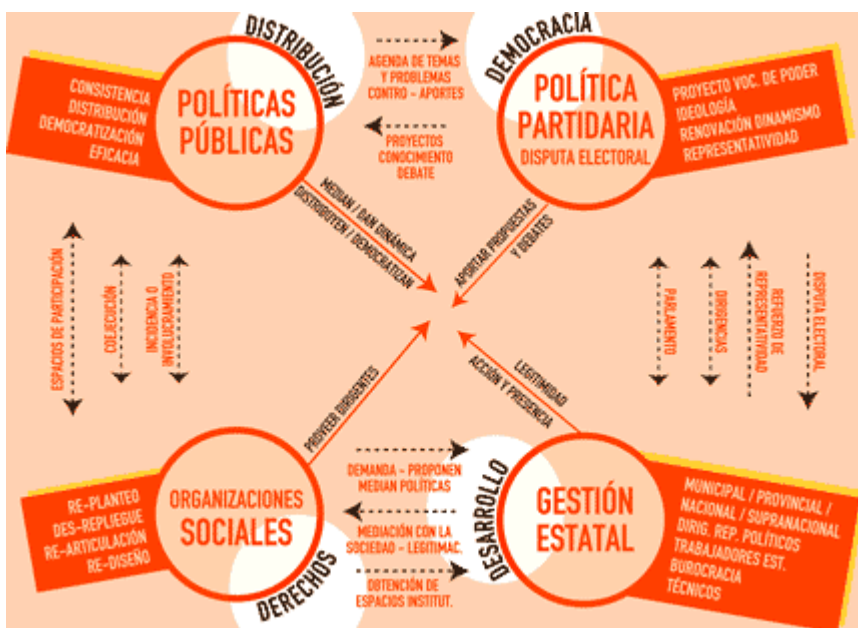 DISTRIBUCIÓN
CONSISTENCIA
DISTRIBUCIÓN
DEMOCRATIZACIÓN
EFICACIA
POLÍTICAS
PÚBLICAS
AGENDA DE TEMAS
Y PROBLEMAS
CONTRO - APORTES
PROYECTOS
CONOCIMIENTO
DEBATE
DEMOCRACIA
POLÍTICA
PARTIDARIA
DISPUTA ELECTORAL
PROYECTO VOC. DE PODER
IDEOLOGÍA
RENOVACIÓN DINAMISMO
REPRESENTATIVIDAD
MEDIAN / DAN DINÁMICA
DISTRIBUYEN / DEMOCRATIZAN
APORTAR PROPUESTAS
Y DEBATES
ESPACIOS DE PARTICIPACIÓN
COEJECUCIÓN
INCIDENCIA O
INVOLUCRAMIENTO
PARLAMENTO
DIRIGENCIAS
REFUERZO DE
REPRESENTATIVIDAD
DISPUTA ELECTORAL
PROVEER DIRIGENTES
LEGITIMIDAD
ACCIÓN Y PRESENCIA
RE-PLANTEO
DES-REPLIEGUE
RE-ARTICULACIÓN
RE-DISEÑO
ORGANIZACIONES
SOCIALES
DERECHOS
DEMANDA - PROPONEN
MEDIAN POLÍTICAS
MEDIACIÓN CON LA
SOCIEDAD - LEGITIMAC.
OBTENCIÓN DE
ESPACIOS INSTITUT.
DESARROLLO
GESTIÓN
ESTATAL
MUNICIPAL / PROVINCIAL /
NACIONAL / SUPRANACIONAL
DIRIG. REP. POLÍTICOS
TRABAJADORES EST.
BUROCRACIA
TÉCNICOS